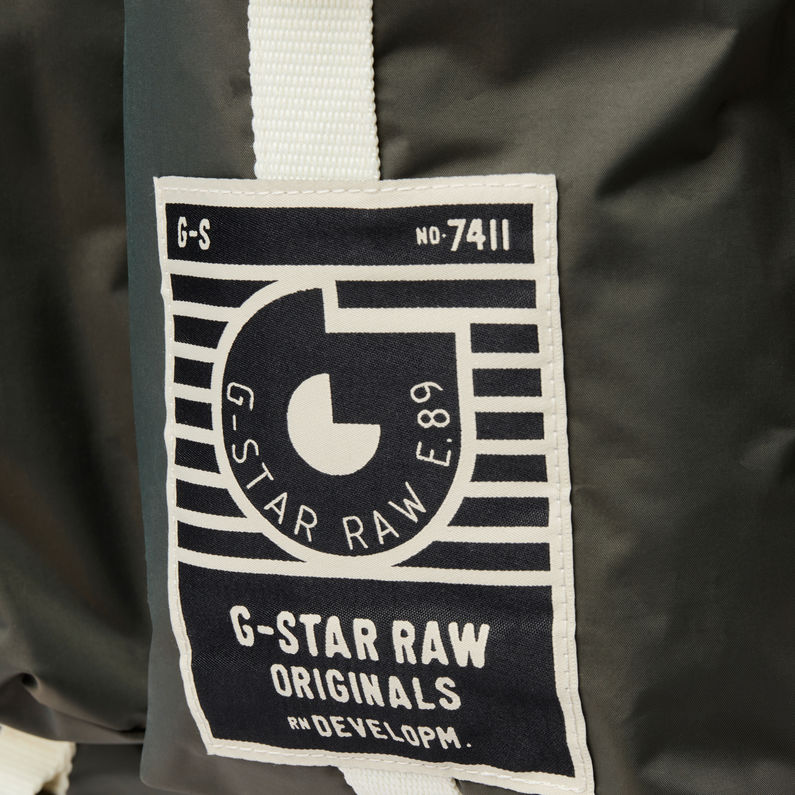 G-S NO. 7411
G-STAR RAW E.89
G-STAR RAW
ORIGINALS
RN DEVELOPM.